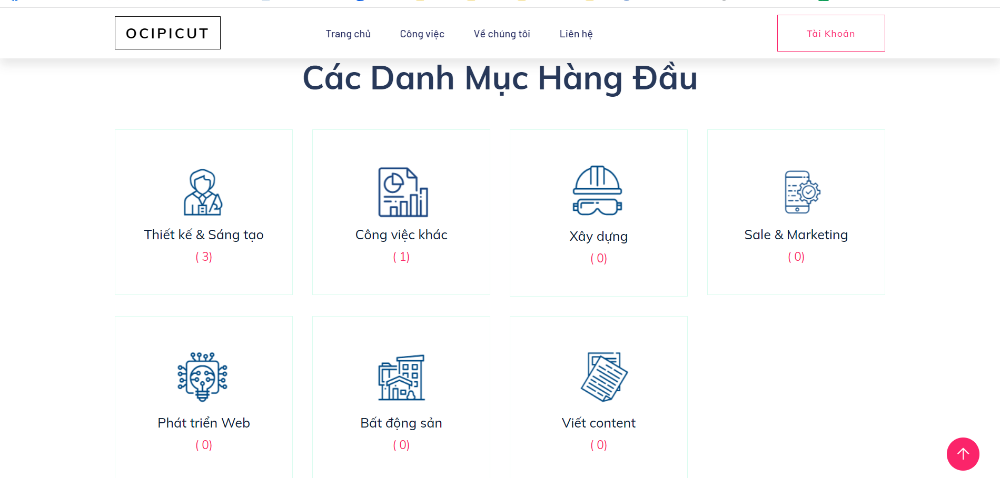 OCIPICUT
Trang chủ
Công việc
Về chúng tôi
Liên hệ
Tài Khoản
Các Danh Mục Hàng Đầu
Thiết kế & Sáng tạo
( 3)
Công việc khác
( 1)
Xây dựng
( 0)
Sale & Marketing
( 0)
Phát triển Web
( 0)
Bất động sản
( 0)
Viết content
( 0)